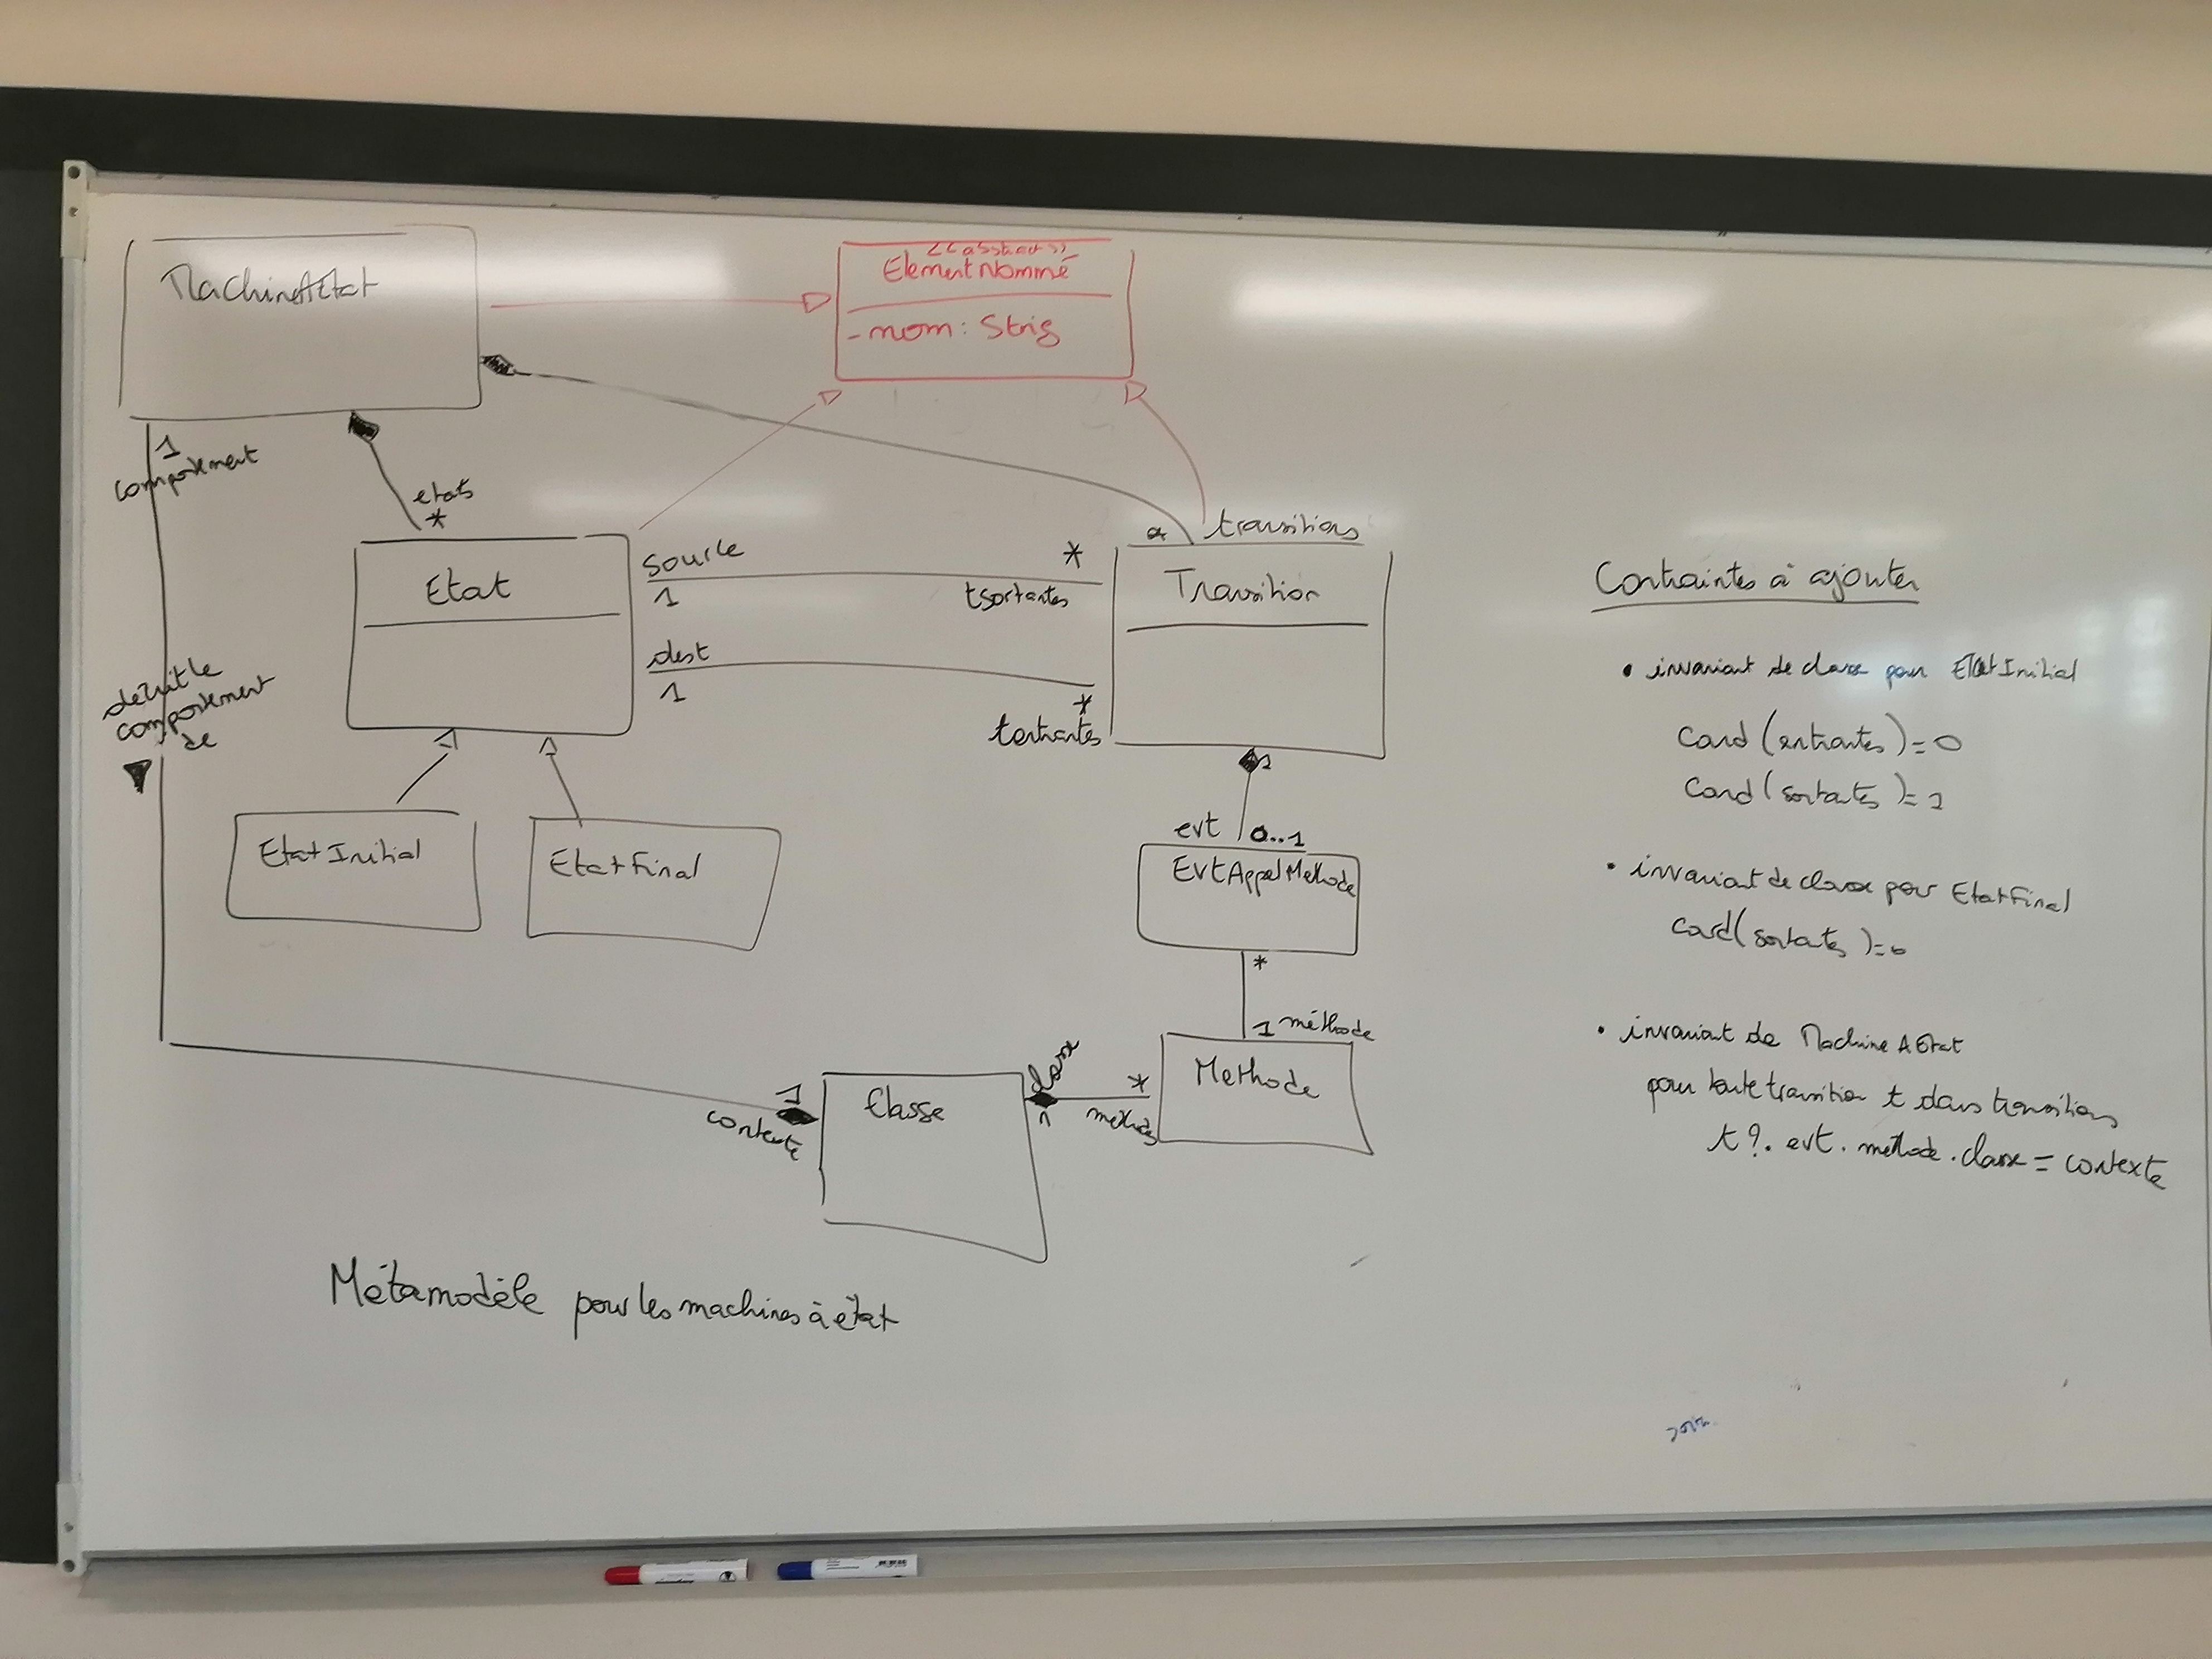 <<abstract>>
ElementNommé
- nom : Strig
MachineAEtat
1
comportement
etats
*
Etat
source
1
*
tsortantes
dest
1
*
tentrantes
*
transitions
Transition
définit le
comportement
de
EtatInitial
EtatFinal
1
evt
0..1
EvtAppelMethode
*
1 méthode
Methode
1
contexte
Classe
classe
1
*
methodes
Métamodèle pour les machines à état
Contraintes à ajouter
• invariant de classe pour EtatInitial
Card (entrantes) = 0
Card (sortantes) = 1
• invariant de classe pour EtatFinal
card (sortantes) = 0
• invariant de MachineAEtat
pour toute transition t dans transitions
t ?. evt . methode . classe = contexte